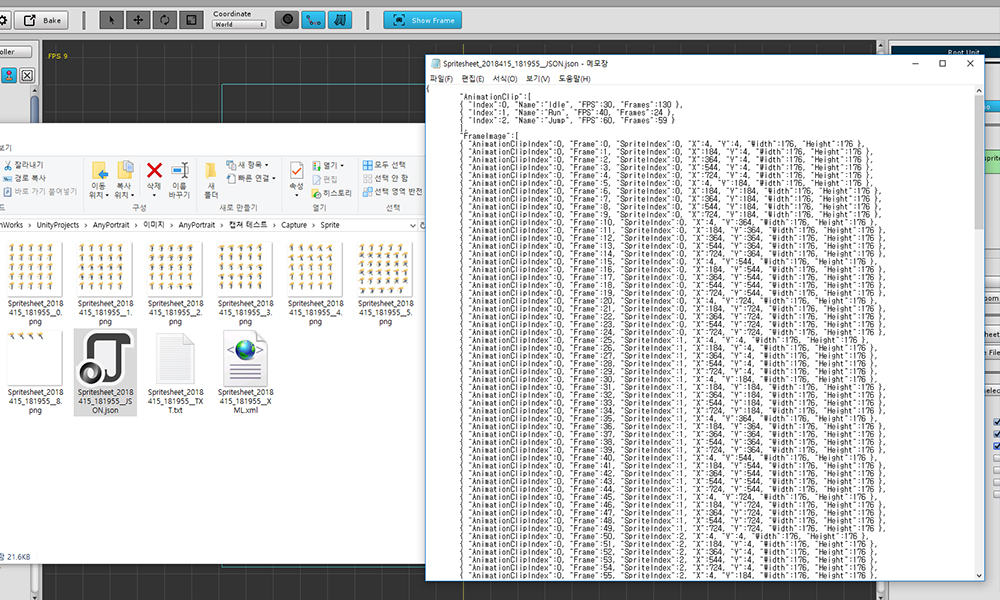 Bake
Coordinate
World
Show Frame
oller
FPS 9
Root Unit
Spritesheet_2018415_181955__JSON.json - 메모장
파일(F) 편집(E) 서식(O) 보기(V) 도움말(H)
{
"AnimationClip":[
{ "Index":0, "Name":"Idle", "FPS":30, "Frames":130 },
{ "Index":1, "Name":"Run", "FPS":40, "Frames":24 },
{ "Index":2, "Name":"Jump", "FPS":60, "Frames":59 }
],
"FrameImage":[
{ "AnimationClipIndex":0, "Frame":0, "SpriteIndex":0, "X":4, "Y":4, "Width":176, "Height":176 },
{ "AnimationClipIndex":0, "Frame":1, "SpriteIndex":0, "X":184, "Y":4, "Width":176, "Height":176 },
{ "AnimationClipIndex":0, "Frame":2, "SpriteIndex":0, "X":364, "Y":4, "Width":176, "Height":176 },
{ "AnimationClipIndex":0, "Frame":3, "SpriteIndex":0, "X":544, "Y":4, "Width":176, "Height":176 },
{ "AnimationClipIndex":0, "Frame":4, "SpriteIndex":0, "X":724, "Y":4, "Width":176, "Height":176 },
{ "AnimationClipIndex":0, "Frame":5, "SpriteIndex":0, "X":4, "Y":184, "Width":176, "Height":176 },
{ "AnimationClipIndex":0, "Frame":6, "SpriteIndex":0, "X":184, "Y":184, "Width":176, "Height":176 },
{ "AnimationClipIndex":0, "Frame":7, "SpriteIndex":0, "X":364, "Y":184, "Width":176, "Height":176 },
{ "AnimationClipIndex":0, "Frame":8, "SpriteIndex":0, "X":544, "Y":184, "Width":176, "Height":176 },
{ "AnimationClipIndex":0, "Frame":9, "SpriteIndex":0, "X":724, "Y":184, "Width":176, "Height":176 },
{ "AnimationClipIndex":0, "Frame":10, "SpriteIndex":0, "X":4, "Y":364, "Width":176, "Height":176 },
{ "AnimationClipIndex":0, "Frame":11, "SpriteIndex":0, "X":184, "Y":364, "Width":176, "Height":176 },
{ "AnimationClipIndex":0, "Frame":12, "SpriteIndex":0, "X":364, "Y":364, "Width":176, "Height":176 },
{ "AnimationClipIndex":0, "Frame":13, "SpriteIndex":0, "X":544, "Y":364, "Width":176, "Height":176 },
{ "AnimationClipIndex":0, "Frame":14, "SpriteIndex":0, "X":724, "Y":364, "Width":176, "Height":176 },
{ "AnimationClipIndex":0, "Frame":15, "SpriteIndex":0, "X":4, "Y":544, "Width":176, "Height":176 },
{ "AnimationClipIndex":0, "Frame":16, "SpriteIndex":0, "X":184, "Y":544, "Width":176, "Height":176 },
{ "AnimationClipIndex":0, "Frame":17, "SpriteIndex":0, "X":364, "Y":544, "Width":176, "Height":176 },
{ "AnimationClipIndex":0, "Frame":18, "SpriteIndex":0, "X":544, "Y":544, "Width":176, "Height":176 },
{ "AnimationClipIndex":0, "Frame":19, "SpriteIndex":0, "X":724, "Y":544, "Width":176, "Height":176 },
{ "AnimationClipIndex":0, "Frame":20, "SpriteIndex":0, "X":4, "Y":724, "Width":176, "Height":176 },
{ "AnimationClipIndex":0, "Frame":21, "SpriteIndex":0, "X":184, "Y":724, "Width":176, "Height":176 },
{ "AnimationClipIndex":0, "Frame":22, "SpriteIndex":0, "X":364, "Y":724, "Width":176, "Height":176 },
{ "AnimationClipIndex":0, "Frame":23, "SpriteIndex":0, "X":544, "Y":724, "Width":176, "Height":176 },
{ "AnimationClipIndex":0, "Frame":24, "SpriteIndex":0, "X":724, "Y":724, "Width":176, "Height":176 },
{ "AnimationClipIndex":0, "Frame":25, "SpriteIndex":1, "X":4, "Y":4, "Width":176, "Height":176 },
{ "AnimationClipIndex":0, "Frame":26, "SpriteIndex":1, "X":184, "Y":4, "Width":176, "Height":176 },
{ "AnimationClipIndex":0, "Frame":27, "SpriteIndex":1, "X":364, "Y":4, "Width":176, "Height":176 },
{ "AnimationClipIndex":0, "Frame":28, "SpriteIndex":1, "X":544, "Y":4, "Width":176, "Height":176 },
{ "AnimationClipIndex":0, "Frame":29, "SpriteIndex":1, "X":724, "Y":4, "Width":176, "Height":176 },
{ "AnimationClipIndex":0, "Frame":30, "SpriteIndex":1, "X":4, "Y":184, "Width":176, "Height":176 },
{ "AnimationClipIndex":0, "Frame":31, "SpriteIndex":1, "X":184, "Y":184, "Width":176, "Height":176 },
{ "AnimationClipIndex":0, "Frame":32, "SpriteIndex":1, "X":364, "Y":184, "Width":176, "Height":176 },
{ "AnimationClipIndex":0, "Frame":33, "SpriteIndex":1, "X":544, "Y":184, "Width":176, "Height":176 },
{ "AnimationClipIndex":0, "Frame":34, "SpriteIndex":1, "X":724, "Y":184, "Width":176, "Height":176 },
{ "AnimationClipIndex":0, "Frame":35, "SpriteIndex":1, "X":4, "Y":364, "Width":176, "Height":176 },
{ "AnimationClipIndex":0, "Frame":36, "SpriteIndex":1, "X":184, "Y":364, "Width":176, "Height":176 },
{ "AnimationClipIndex":0, "Frame":37, "SpriteIndex":1, "X":364, "Y":364, "Width":176, "Height":176 },
{ "AnimationClipIndex":0, "Frame":38, "SpriteIndex":1, "X":544, "Y":364, "Width":176, "Height":176 },
{ "AnimationClipIndex":0, "Frame":39, "SpriteIndex":1, "X":724, "Y":364, "Width":176, "Height":176 },
{ "AnimationClipIndex":0, "Frame":40, "SpriteIndex":1, "X":4, "Y":544, "Width":176, "Height":176 },
{ "AnimationClipIndex":0, "Frame":41, "SpriteIndex":1, "X":184, "Y":544, "Width":176, "Height":176 },
{ "AnimationClipIndex":0, "Frame":42, "SpriteIndex":1, "X":364, "Y":544, "Width":176, "Height":176 },
{ "AnimationClipIndex":0, "Frame":43, "SpriteIndex":1, "X":544, "Y":544, "Width":176, "Height":176 },
{ "AnimationClipIndex":0, "Frame":44, "SpriteIndex":1, "X":724, "Y":544, "Width":176, "Height":176 },
{ "AnimationClipIndex":0, "Frame":45, "SpriteIndex":1, "X":4, "Y":724, "Width":176, "Height":176 },
{ "AnimationClipIndex":0, "Frame":46, "SpriteIndex":1, "X":184, "Y":724, "Width":176, "Height":176 },
{ "AnimationClipIndex":0, "Frame":47, "SpriteIndex":1, "X":364, "Y":724, "Width":176, "Height":176 },
{ "AnimationClipIndex":0, "Frame":48, "SpriteIndex":1, "X":544, "Y":724, "Width":176, "Height":176 },
{ "AnimationClipIndex":0, "Frame":49, "SpriteIndex":1, "X":724, "Y":724, "Width":176, "Height":176 },
{ "AnimationClipIndex":0, "Frame":50, "SpriteIndex":2, "X":4, "Y":4, "Width":176, "Height":176 },
{ "AnimationClipIndex":0, "Frame":51, "SpriteIndex":2, "X":184, "Y":4, "Width":176, "Height":176 },
{ "AnimationClipIndex":0, "Frame":52, "SpriteIndex":2, "X":364, "Y":4, "Width":176, "Height":176 },
{ "AnimationClipIndex":0, "Frame":53, "SpriteIndex":2, "X":544, "Y":4, "Width":176, "Height":176 },
{ "AnimationClipIndex":0, "Frame":54, "SpriteIndex":2, "X":724, "Y":4, "Width":176, "Height":176 },
{ "AnimationClipIndex":0, "Frame":55, "SpriteIndex":2, "X":4, "Y":184, "Width":176, "Height":176 },
보기
잘라내기
경로 복사
바로 가기 붙여넣기
이동 위치
복사 위치
삭제
이름 바꾸기
구성
새 폴더
새 항목
빠른 연결
새로 만들기
속성
열기
편집
히스토리
열기
모두 선택
선택 안 함
선택 영역 반전
선택
nWorks > UnityProjects > AnyPortrait > 이미지 > AnyPortrait > 캡쳐 테스트 > Capture > Sprite
Spritesheet_2018415_181955__0.png
Spritesheet_2018415_181955__1.png
Spritesheet_2018415_181955__2.png
Spritesheet_2018415_181955__3.png
Spritesheet_2018415_181955__4.png
Spritesheet_2018415_181955__5.png
Spritesheet_2018415_181955__8.png
Spritesheet_2018415_181955__JSON.json
Spritesheet_2018415_181955__TXT.txt
Spritesheet_2018415_181955__XML.xml
21.6KB